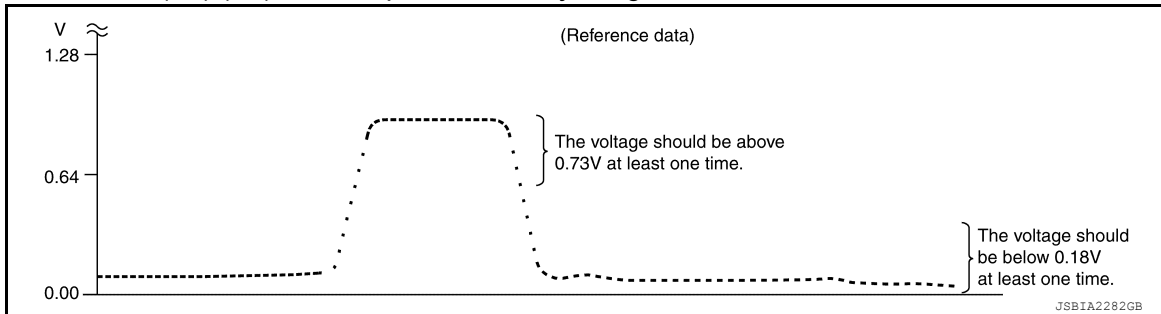 V
(Reference data)
1.28
The voltage should be above
0.73V at least one time.
0.64
The voltage should
be below 0.18V
at least one time.
0.00
JSBIA2282GB